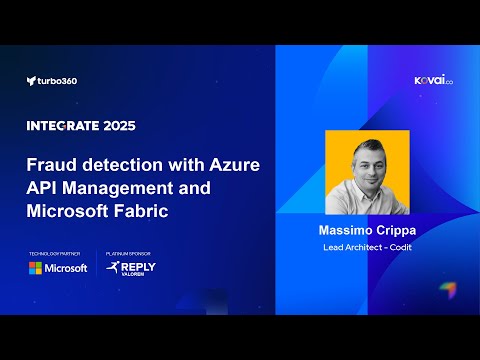 turbo360
KOVAI.co
INTEGRATE 2025
Fraud detection with Azure
API Management and
Microsoft Fabric
Massimo Crippa
Lead Architect - Codit
TECHNOLOGY PARTNER
PLATINUM SPONSOR
Microsoft
REPLY
VALOREM